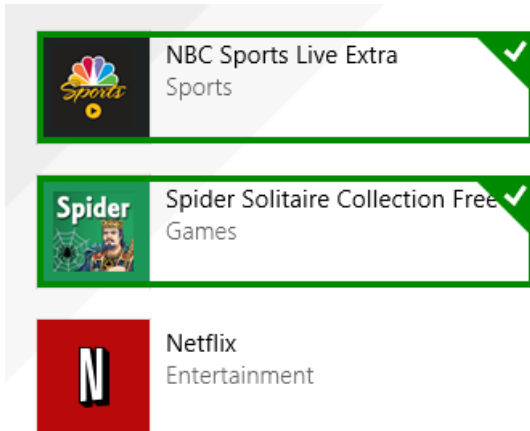 Sports
NBC Sports Live Extra
Sports
Spider
Spider Solitaire Collection Free
Games
N
Netflix
Entertainment